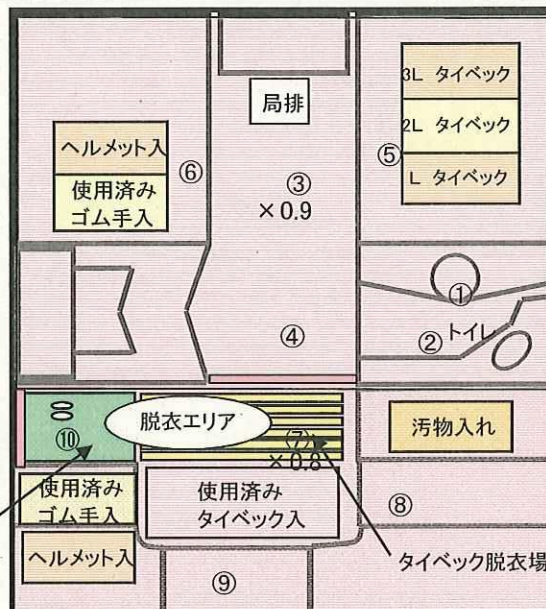 局排
3L タイベック
2L タイベック
L タイベック
⑤
ヘルメット入
使用済み
ゴム手入
⑥
③
×0.9
①
②
トイレ
④
脱衣エリア
⑩
⑦
×0.8
汚物入れ
使用済み
ゴム手入
使用済み
タイベック入
⑧
ヘルメット入
⑨
タイベック脱衣場